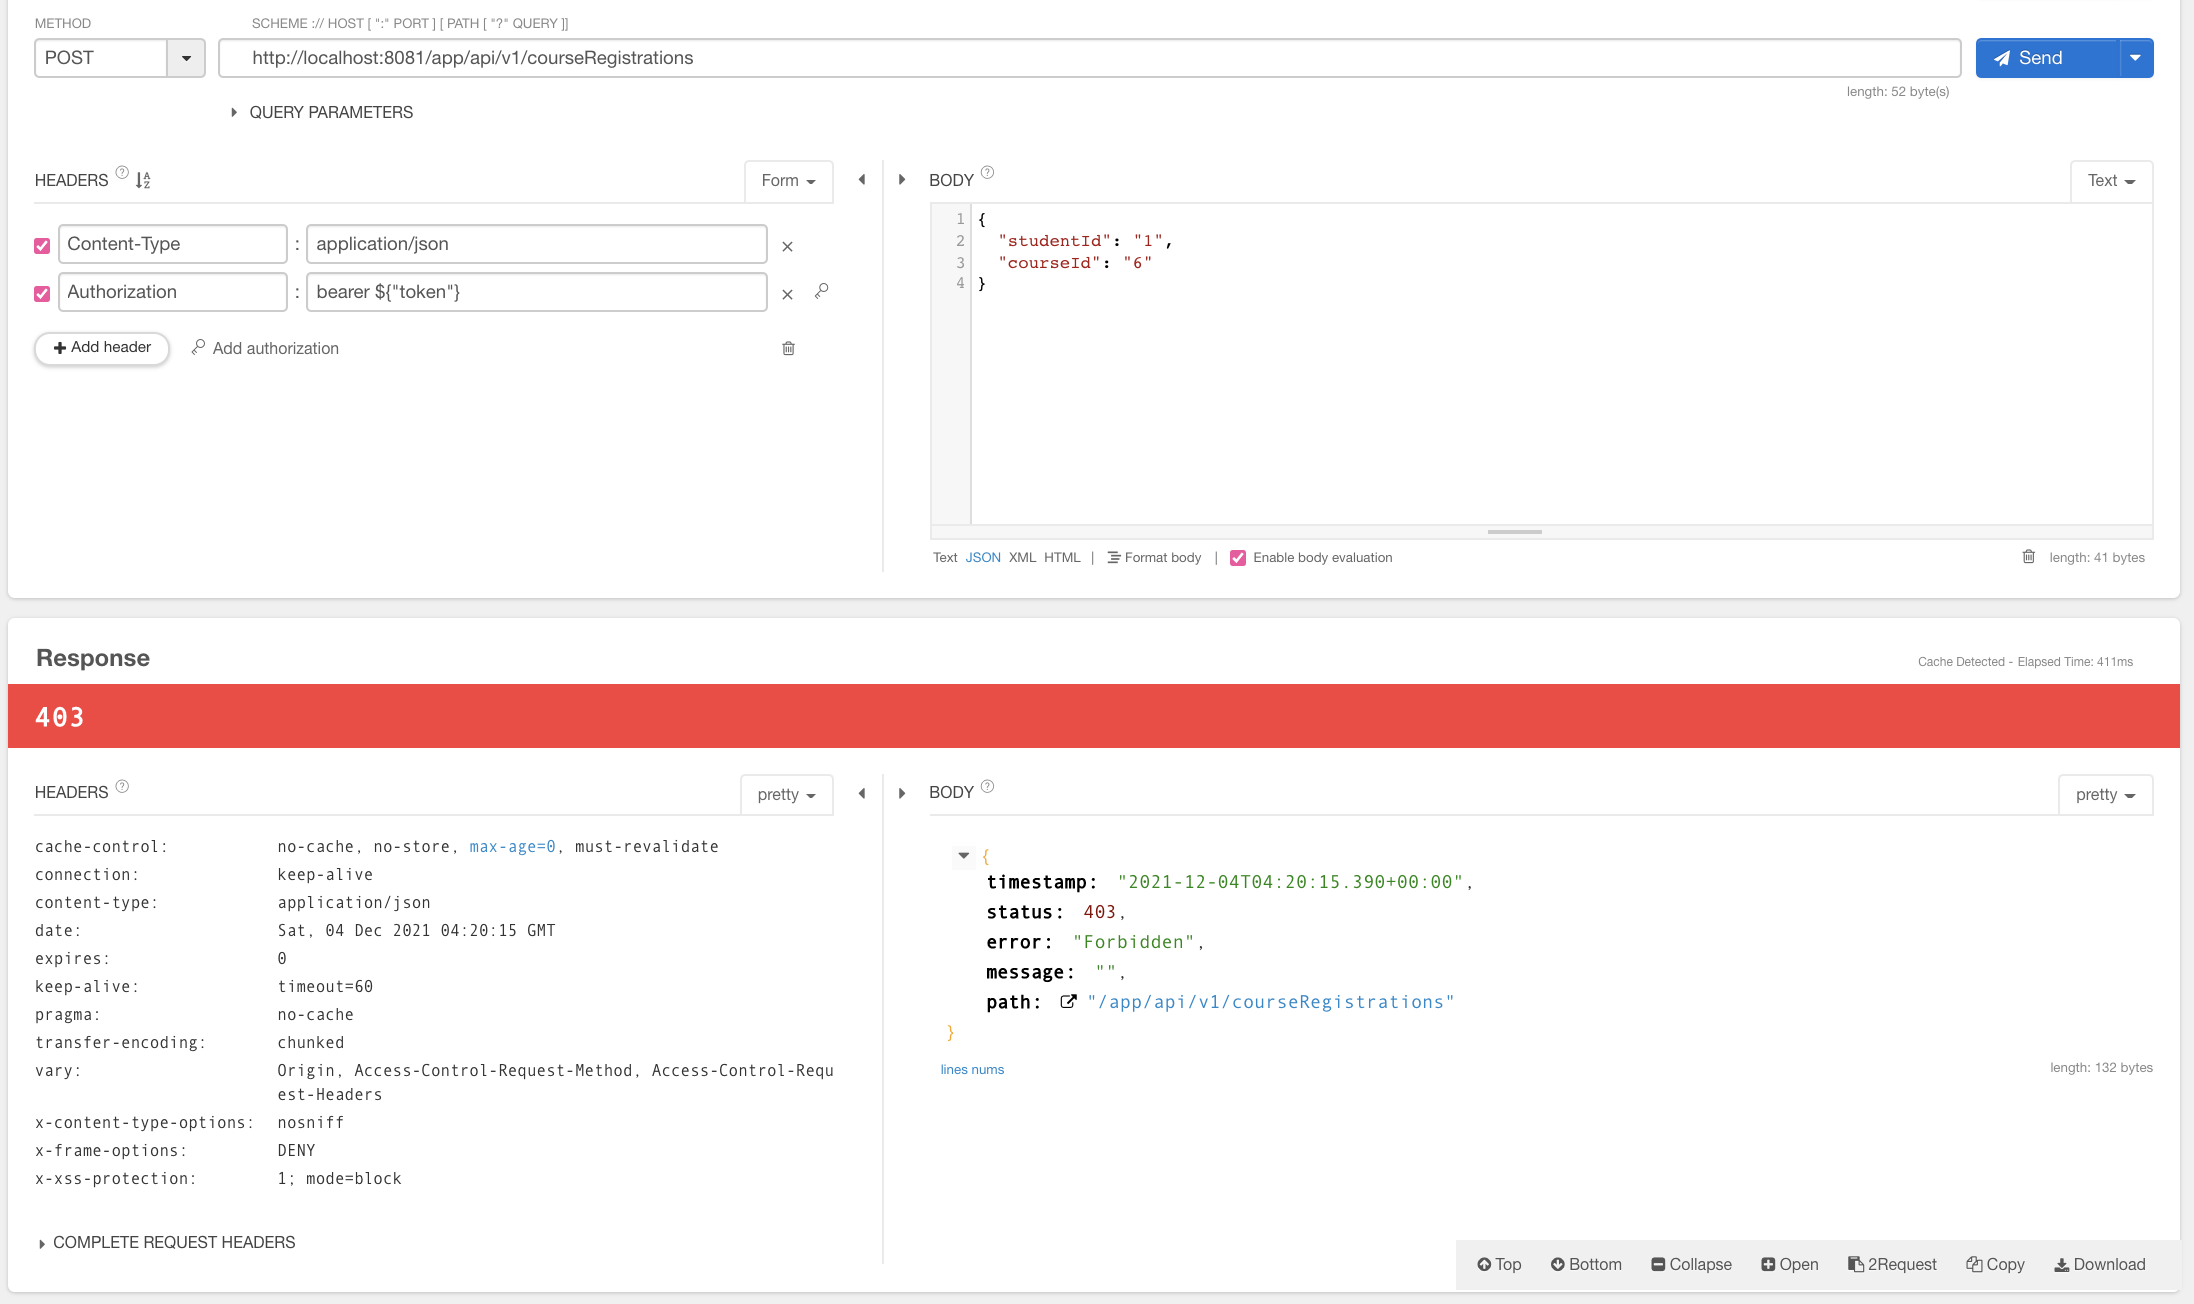 METHOD
SCHEME :// HOST [ ":" PORT ] [ PATH [ "?" QUERY ]]
POST
http://localhost:8081/app/api/v1/courseRegistrations
Send
length: 52 byte(s)
QUERY PARAMETERS
HEADERS ?
Form
Content-Type : application/json
Authorization : bearer ${"token"}
Add header
Add authorization
BODY ?
Text
1 {
2 "studentId": "1",
3 "courseId": "6"
4 }
Text JSON XML HTML | Format body | Enable body evaluation
length: 41 bytes
Response
Cache Detected - Elapsed Time: 411ms
403
HEADERS ?
pretty
cache-control: no-cache, no-store, max-age=0, must-revalidate
connection: keep-alive
content-type: application/json
date: Sat, 04 Dec 2021 04:20:15 GMT
expires: 0
keep-alive: timeout=60
pragma: no-cache
transfer-encoding: chunked
vary: Origin, Access-Control-Request-Method, Access-Control-Requ
est-Headers
x-content-type-options: nosniff
x-frame-options: DENY
x-xss-protection: 1; mode=block
COMPLETE REQUEST HEADERS
BODY ?
pretty
{
timestamp: "2021-12-04T04:20:15.390+00:00",
status: 403,
error: "Forbidden",
message: "",
path: "/app/api/v1/courseRegistrations"
}
lines nums
length: 132 bytes
Top Bottom Collapse Open 2Request Copy Download